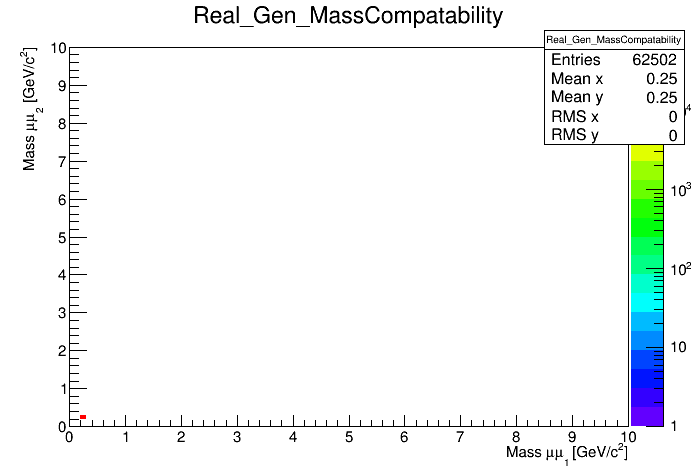 Real_Gen_MassCompatability
Real_Gen_MassCompatability
Entries 62502
Mean x 0.25
Mean y 0.25
RMS x 0
RMS y 0
Mass μμ₂ [GeV/c²]
10
9
8
7
6
5
4
3
2
1
0
0 1 2 3 4 5 6 7 8 9 10
Mass μμ₁ [GeV/c²]
10³
10²
10
1